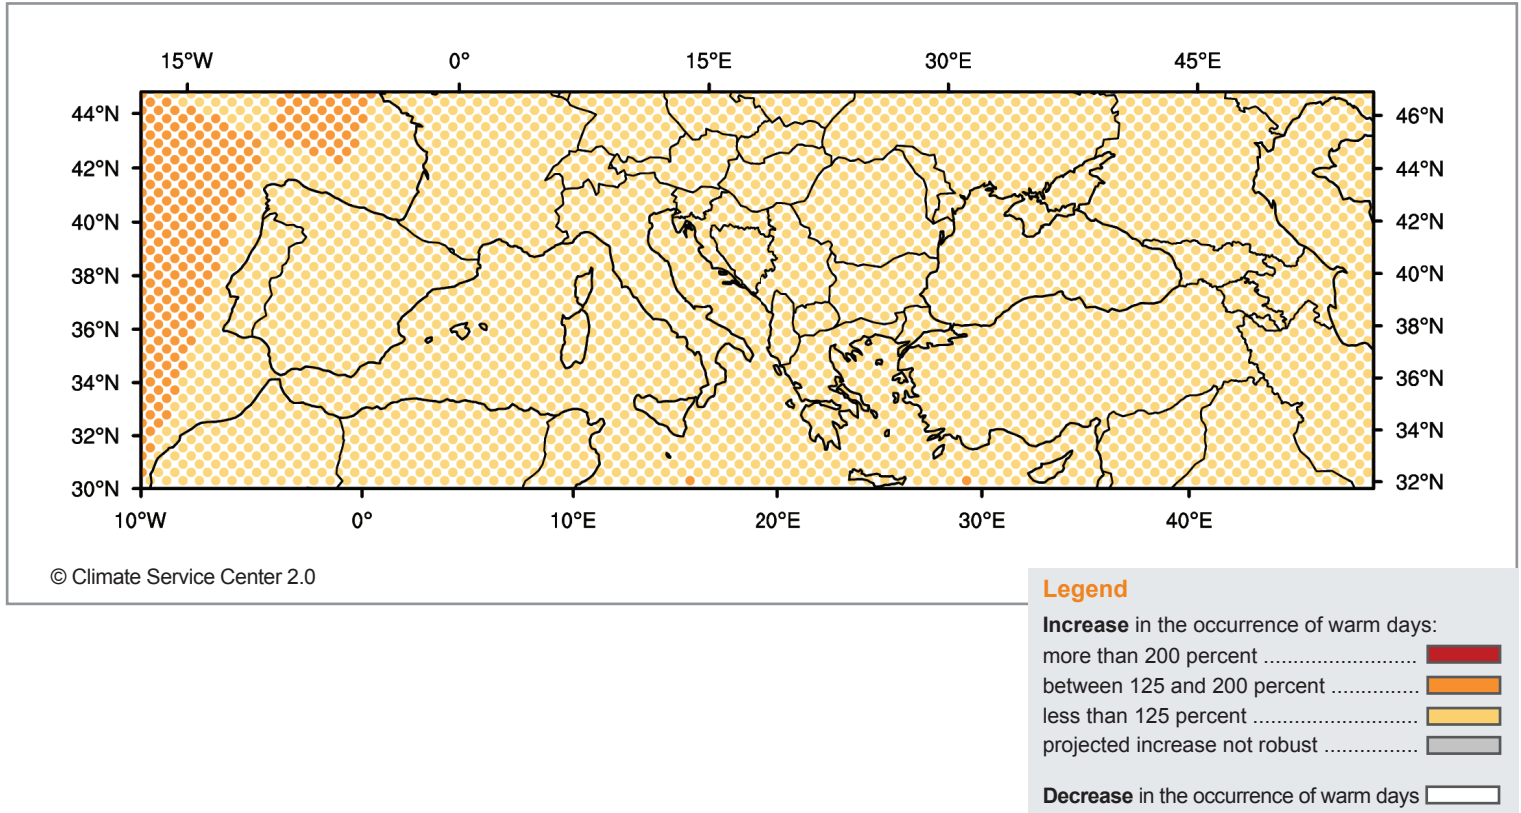 15°W 0° 15°E 30°E 45°E
44°N 46°N
42°N 44°N
40°N 42°N
38°N 40°N
36°N 38°N
34°N 36°N
32°N 34°N
30°N 32°N
10°W 0° 10°E 20°E 30°E 40°E
© Climate Service Center 2.0
Legend
Increase in the occurrence of warm days:
more than 200 percent ..........................
between 125 and 200 percent ...............
less than 125 percent ............................
projected increase not robust ................
Decrease in the occurrence of warm days